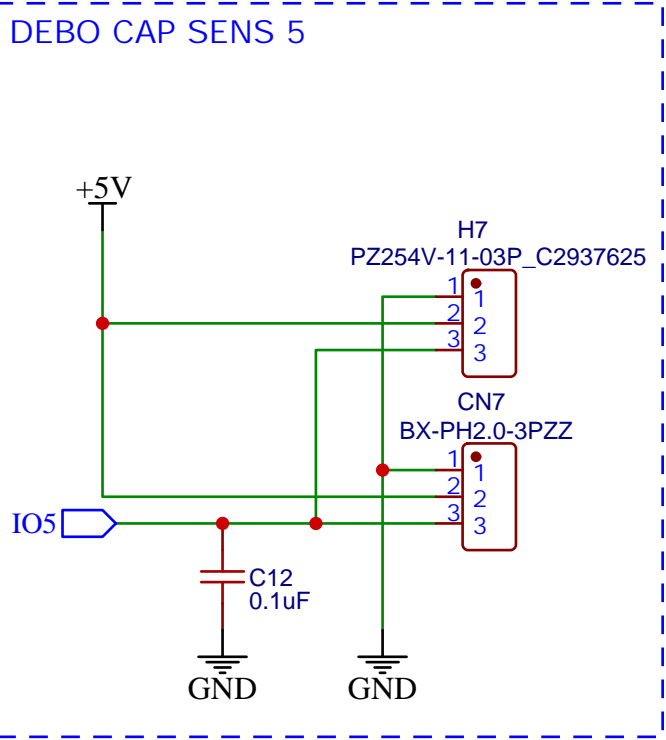 DEBO CAP SENS 5
+5V
H7
PZ254V-11-03P_C2937625
1
1
2
2
3
3
CN7
BX-PH2.0-3PZZ
1
1
2
2
3
3
IO5
C12
0.1uF
GND
GND